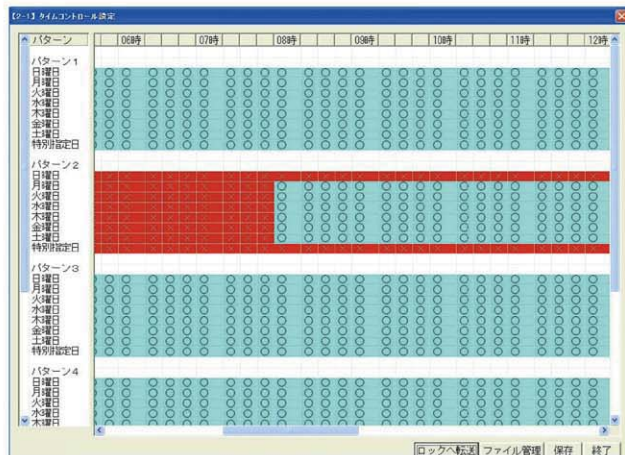 【2-1】タイムコントロール設定
パターン 06時 07時 08時 09時 10時 11時 12時
パターン1
日曜日 ○ ○ ○ ○ ○ ○ ○ ○ ○ ○ ○ ○ ○ ○ ○ ○ ○ ○ ○ ○ ○ ○ ○ ○ ○ ○
月曜日
火曜日
水曜日
木曜日
金曜日
土曜日
特別指定日
パターン2
日曜日
月曜日
火曜日
水曜日
木曜日
金曜日
土曜日
特別指定日
パターン3
日曜日
月曜日
火曜日
水曜日
木曜日
金曜日
土曜日
特別指定日
パターン4
日曜日
月曜日
火曜日
水曜日
木曜日
ロックへ転送 ファイル管理 保存 終了